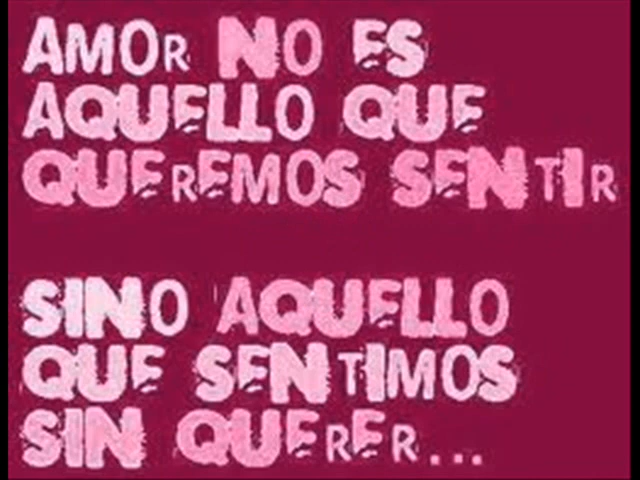 AMOR NO ES
AQUELLO QUE
QUEREMOS SENTIR
SINO AQUELLO
QUE SENTIMOS
SIN QUERER...